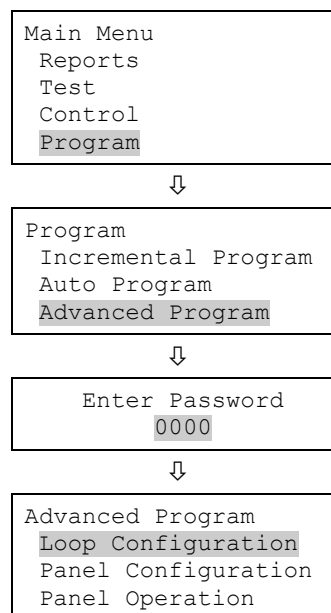 Main Menu
Reports
Test
Control
Program
⇩
Program
Incremental Program
Auto Program
Advanced Program
⇩
Enter Password
0000
⇩
Advanced Program
Loop Configuration
Panel Configuration
Panel Operation